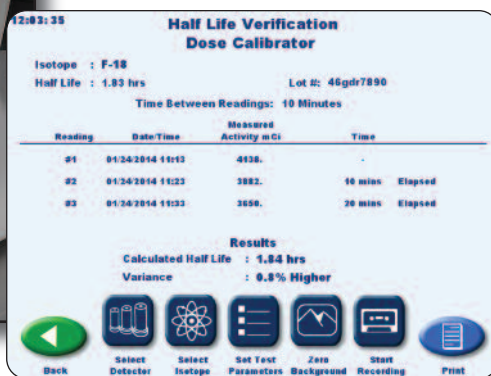 12:03:35
Half Life Verification
Dose Calibrator
Isotope : F-18
Half Life : 1.83 hrs Lot #: 46gdr7890
Time Between Readings: 10 Minutes
Reading Date/Time Measured Activity mCi Time
#1 01/24/2014 11:13 4138. -
#2 01/24/2014 11:23 3882. 10 mins Elapsed
#3 01/24/2014 11:33 3650. 20 mins Elapsed
Results
Calculated Half Life : 1.84 hrs
Variance : 0.8% Higher
Back Select Detector Select Isotope Set Test Parameters Zero Background Start Recording Print